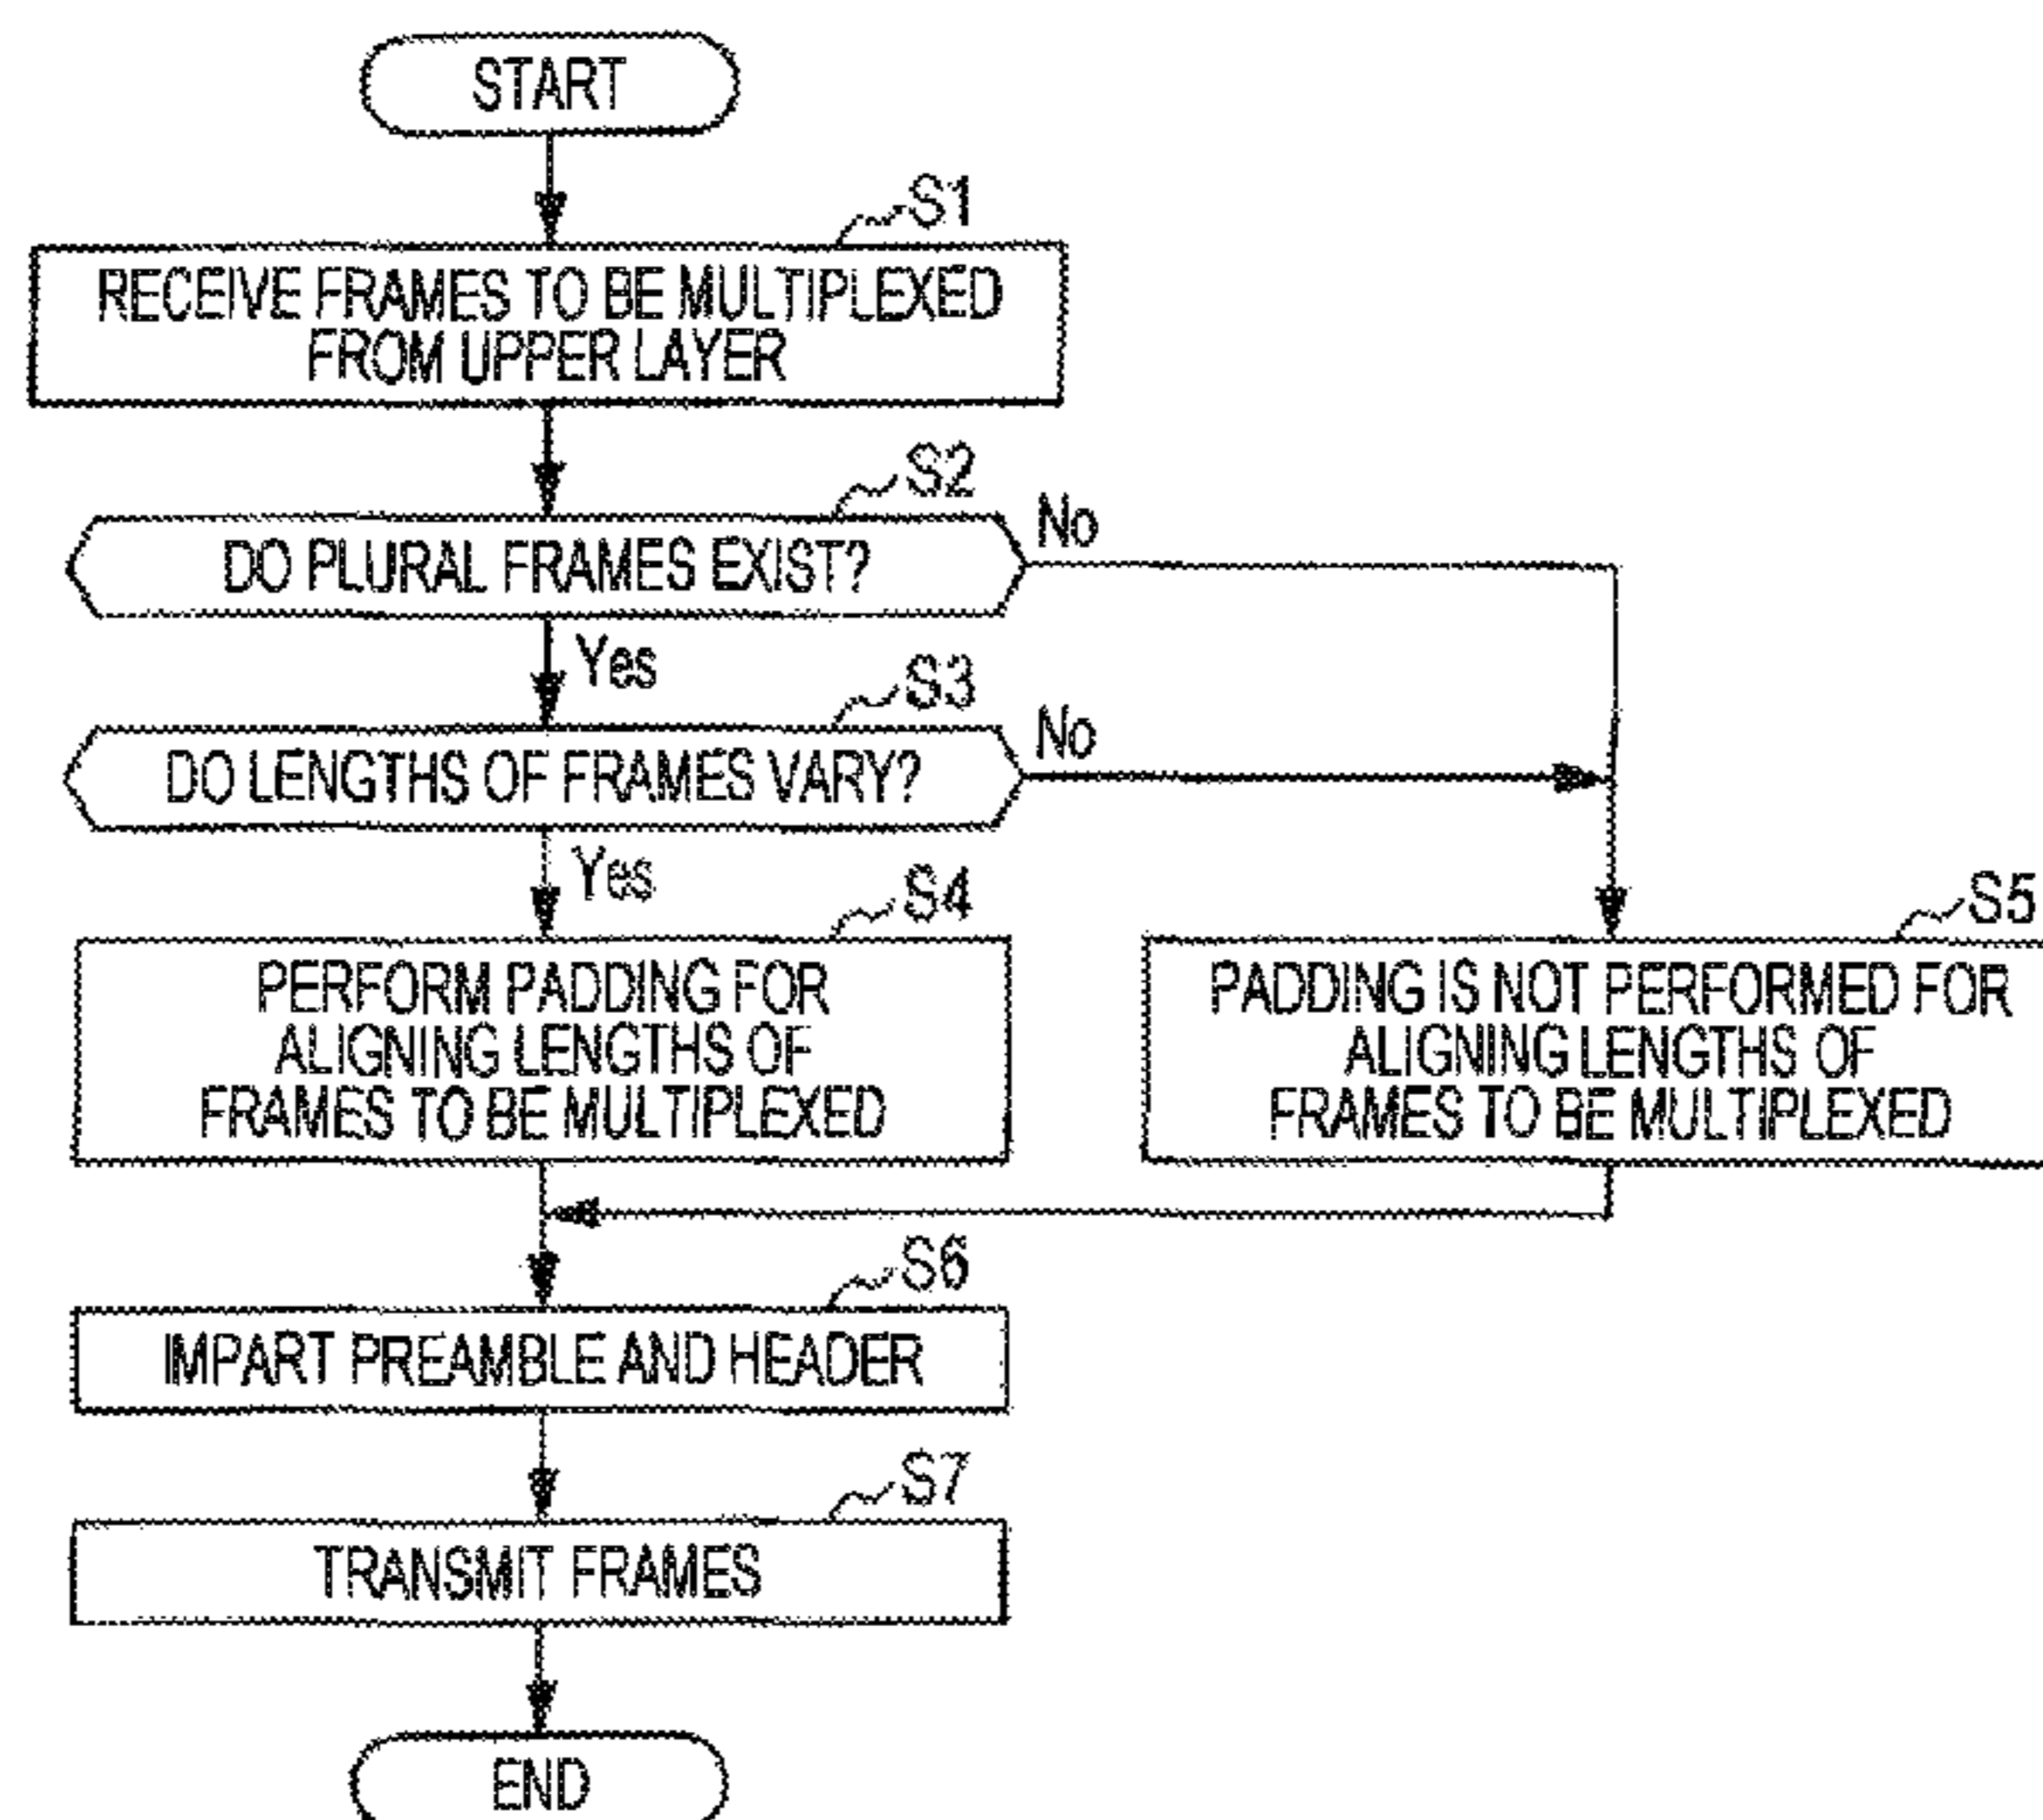 START
S1
RECEIVE FRAMES TO BE MULTIPLEXED
FROM UPPER LAYER
S2
DO PLURAL FRAMES EXIST?
No
Yes
S3
DO LENGTHS OF FRAMES VARY?
No
Yes
S4
PERFORM PADDING FOR
ALIGNING LENGTHS OF
FRAMES TO BE MULTIPLEXED
S5
PADDING IS NOT PERFORMED FOR
ALIGNING LENGTHS OF
FRAMES TO BE MULTIPLEXED
S6
IMPART PREAMBLE AND HEADER
S7
TRANSMIT FRAMES
END